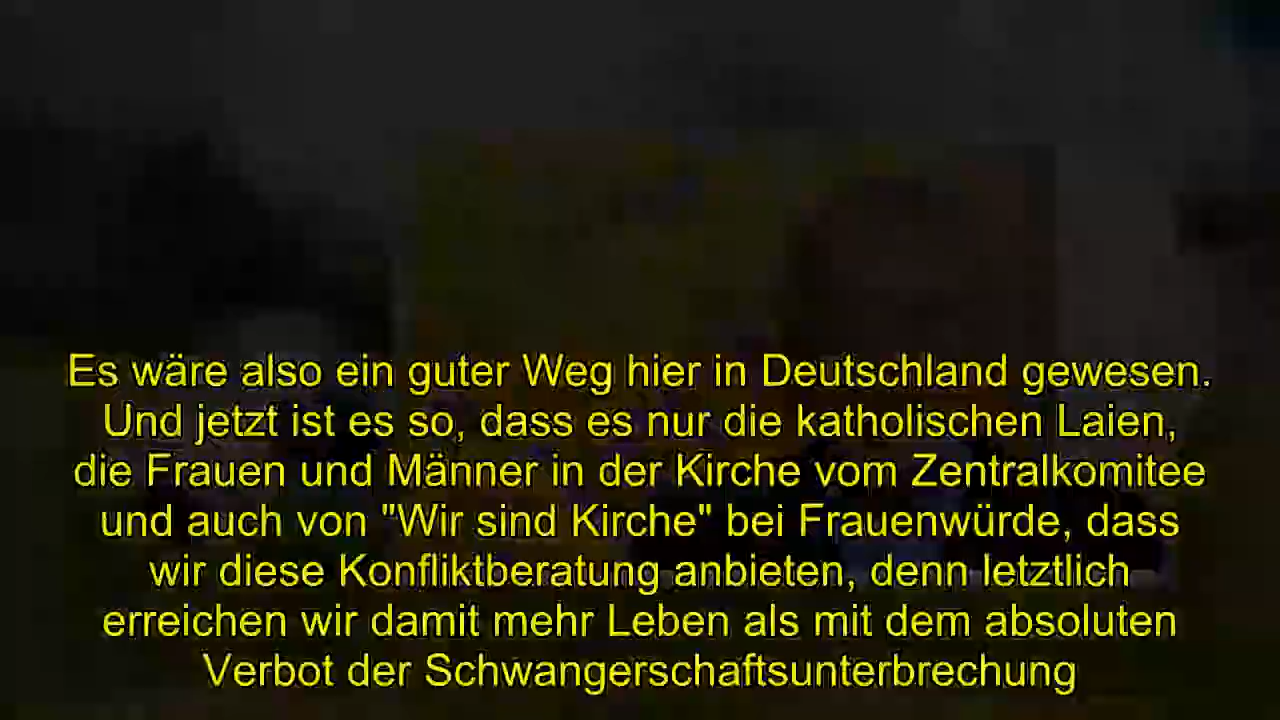 Es wäre also ein guter Weg hier in Deutschland gewesen.
Und jetzt ist es so, dass es nur die katholischen Laien,
die Frauen und Männer in der Kirche vom Zentralkomitee
und auch von "Wir sind Kirche" bei Frauenwürde, dass
wir diese Konfliktberatung anbieten, denn letztlich
erreichen wir damit mehr Leben als mit dem absoluten
Verbot der Schwangerschaftsunterbrechung